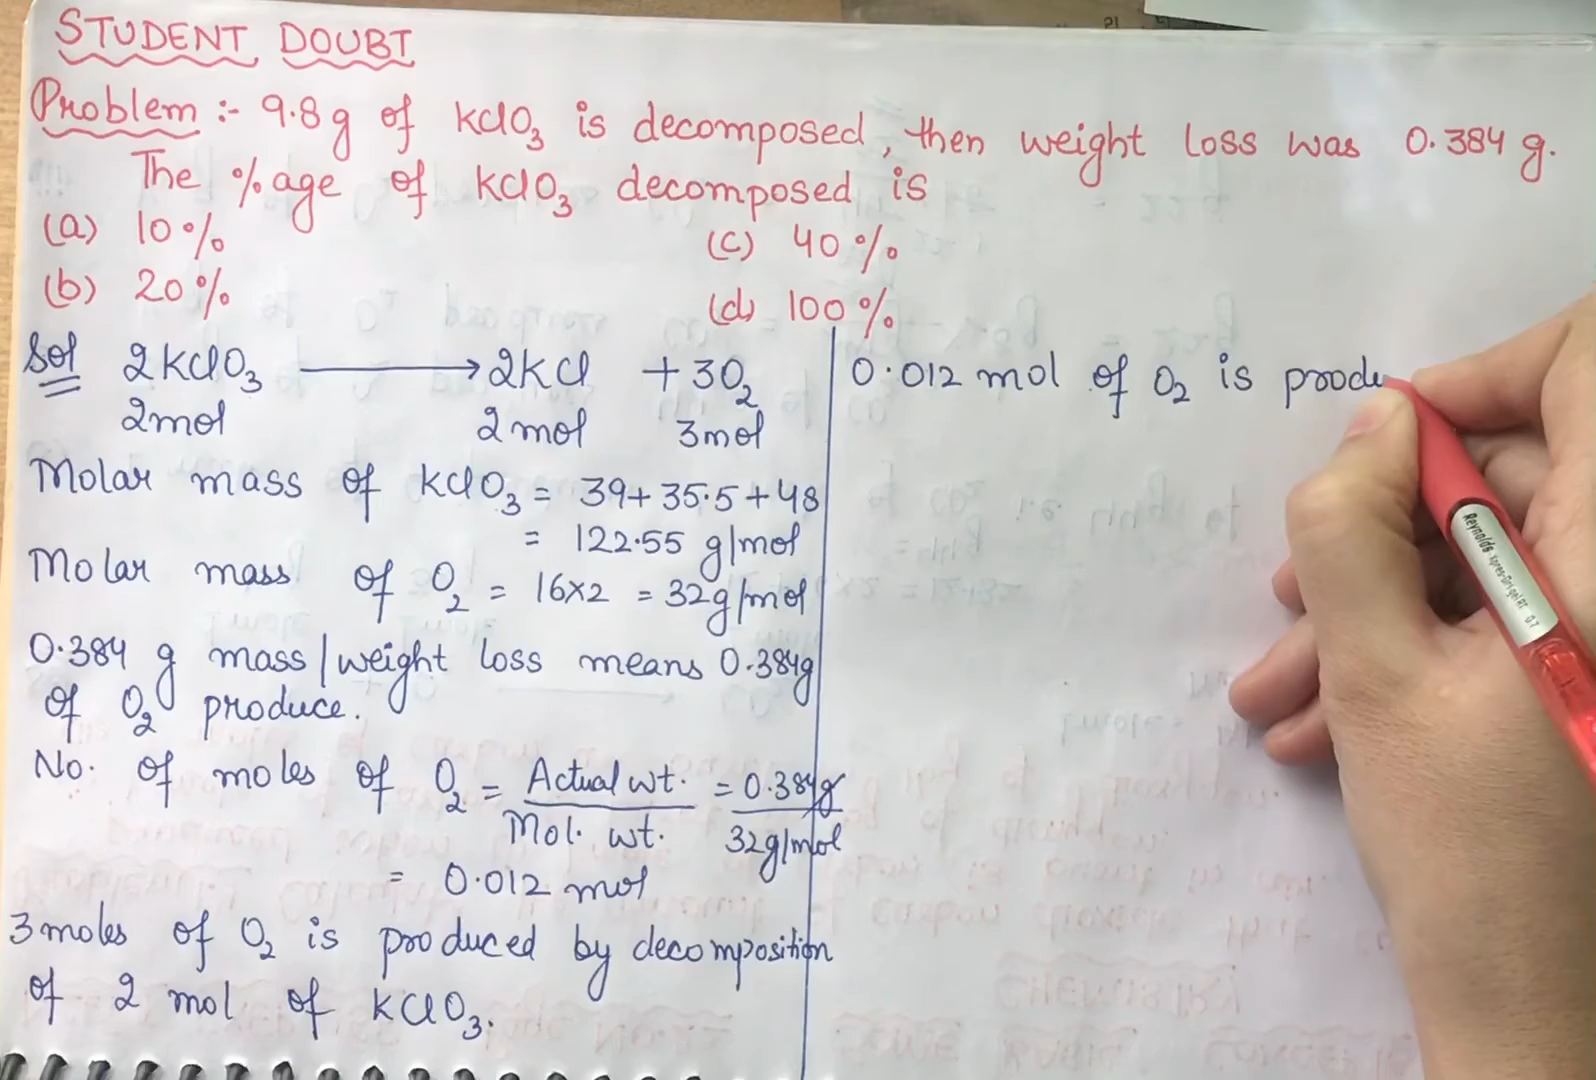 STUDENT DOUBT
Problem :- 9.8g of KClO3 is decomposed, then weight loss was 0.384 g.
The %age of KClO3 decomposed is
(a) 10%
(c) 40%
(b) 20%
(d) 100%
Sol 2KClO3 ⟶ 2KCl + 3O2
2mol 2mol 3mol
Molar mass of KClO3 = 39+35.5+48
= 122.55 g/mol
Molar mass of O2 = 16×2 = 32g/mol
0.384 g mass/weight loss means 0.384g
of O2 produce.
No. of moles of O2 = Actual wt. / Mol. wt. = 0.384g / 32g/mol
= 0.012 mol
3 moles of O2 is produced by decomposition
of 2 mol of KClO3.
0.012 mol of O2 is produ
Reynolds